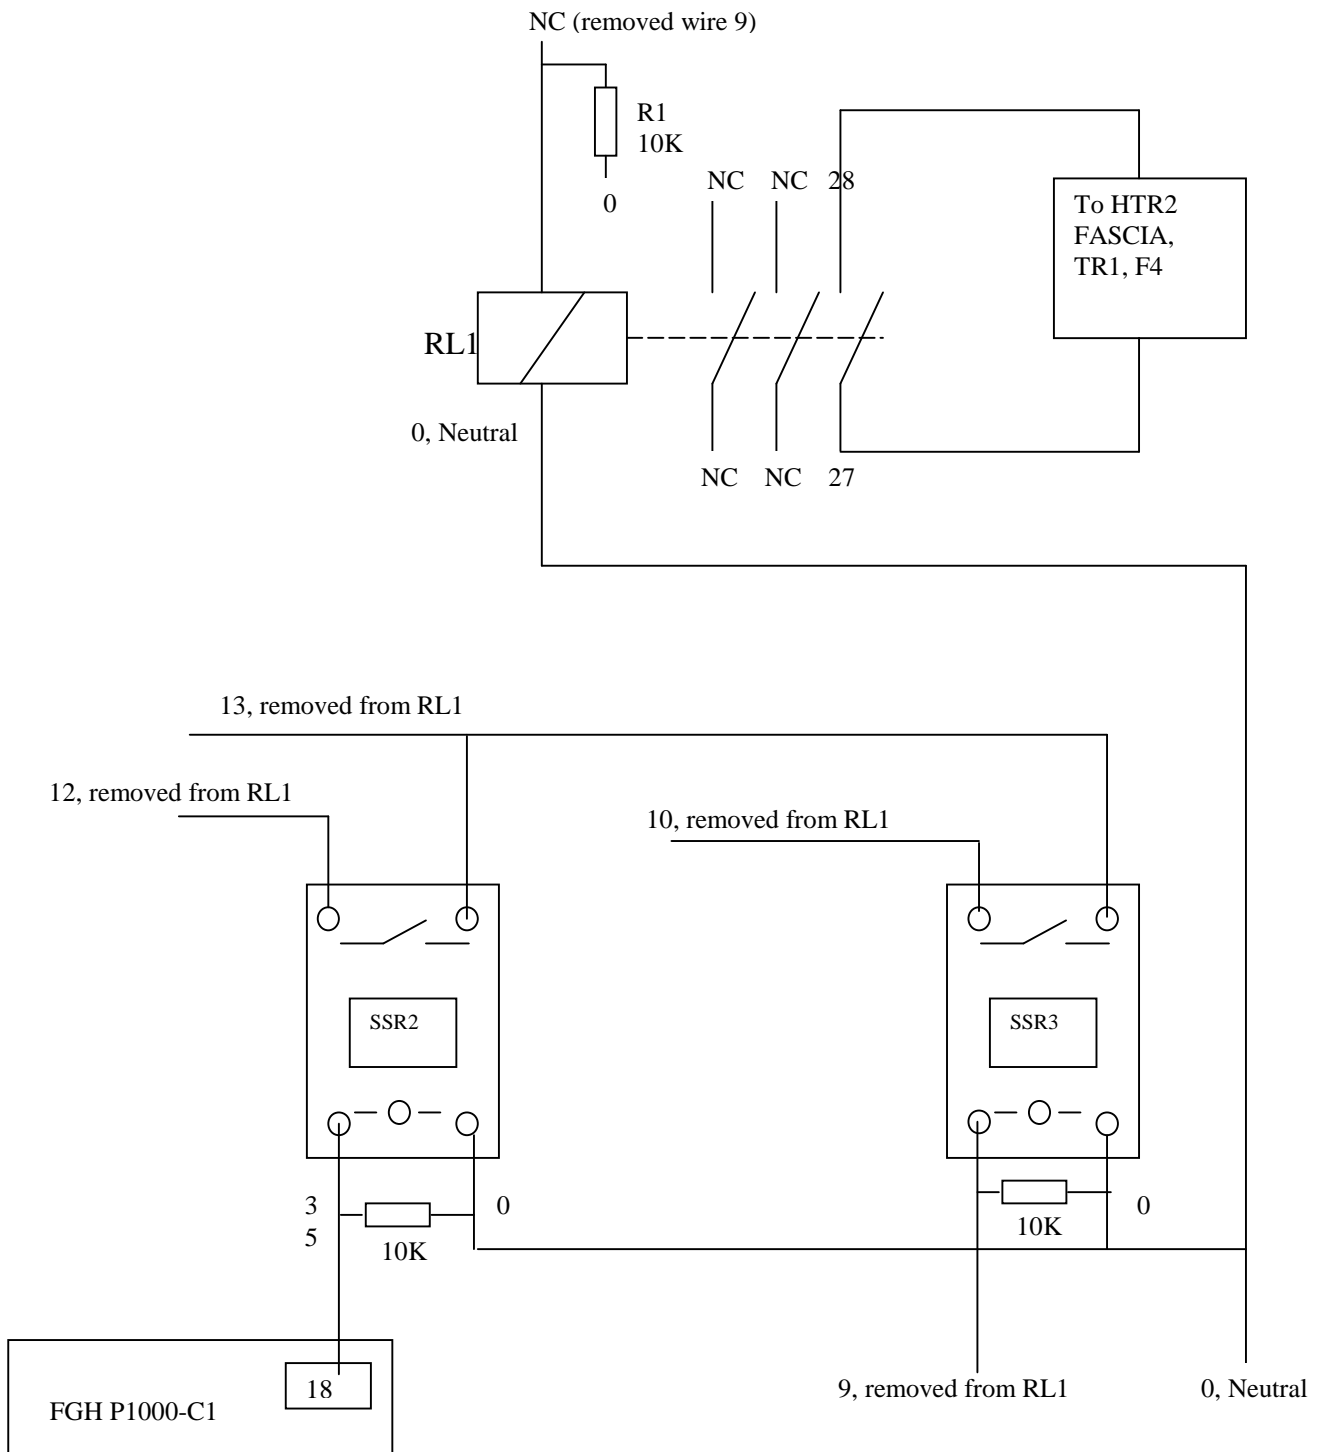 NC (removed wire 9)
R1
10K
0
NC NC 28
To HTR2
FASCIA,
TR1, F4
RL1
0, Neutral
NC NC 27
13, removed from RL1
12, removed from RL1
10, removed from RL1
SSR2
SSR3
3
5
0
10K
0
10K
18
FGH P1000-C1
9, removed from RL1
0, Neutral